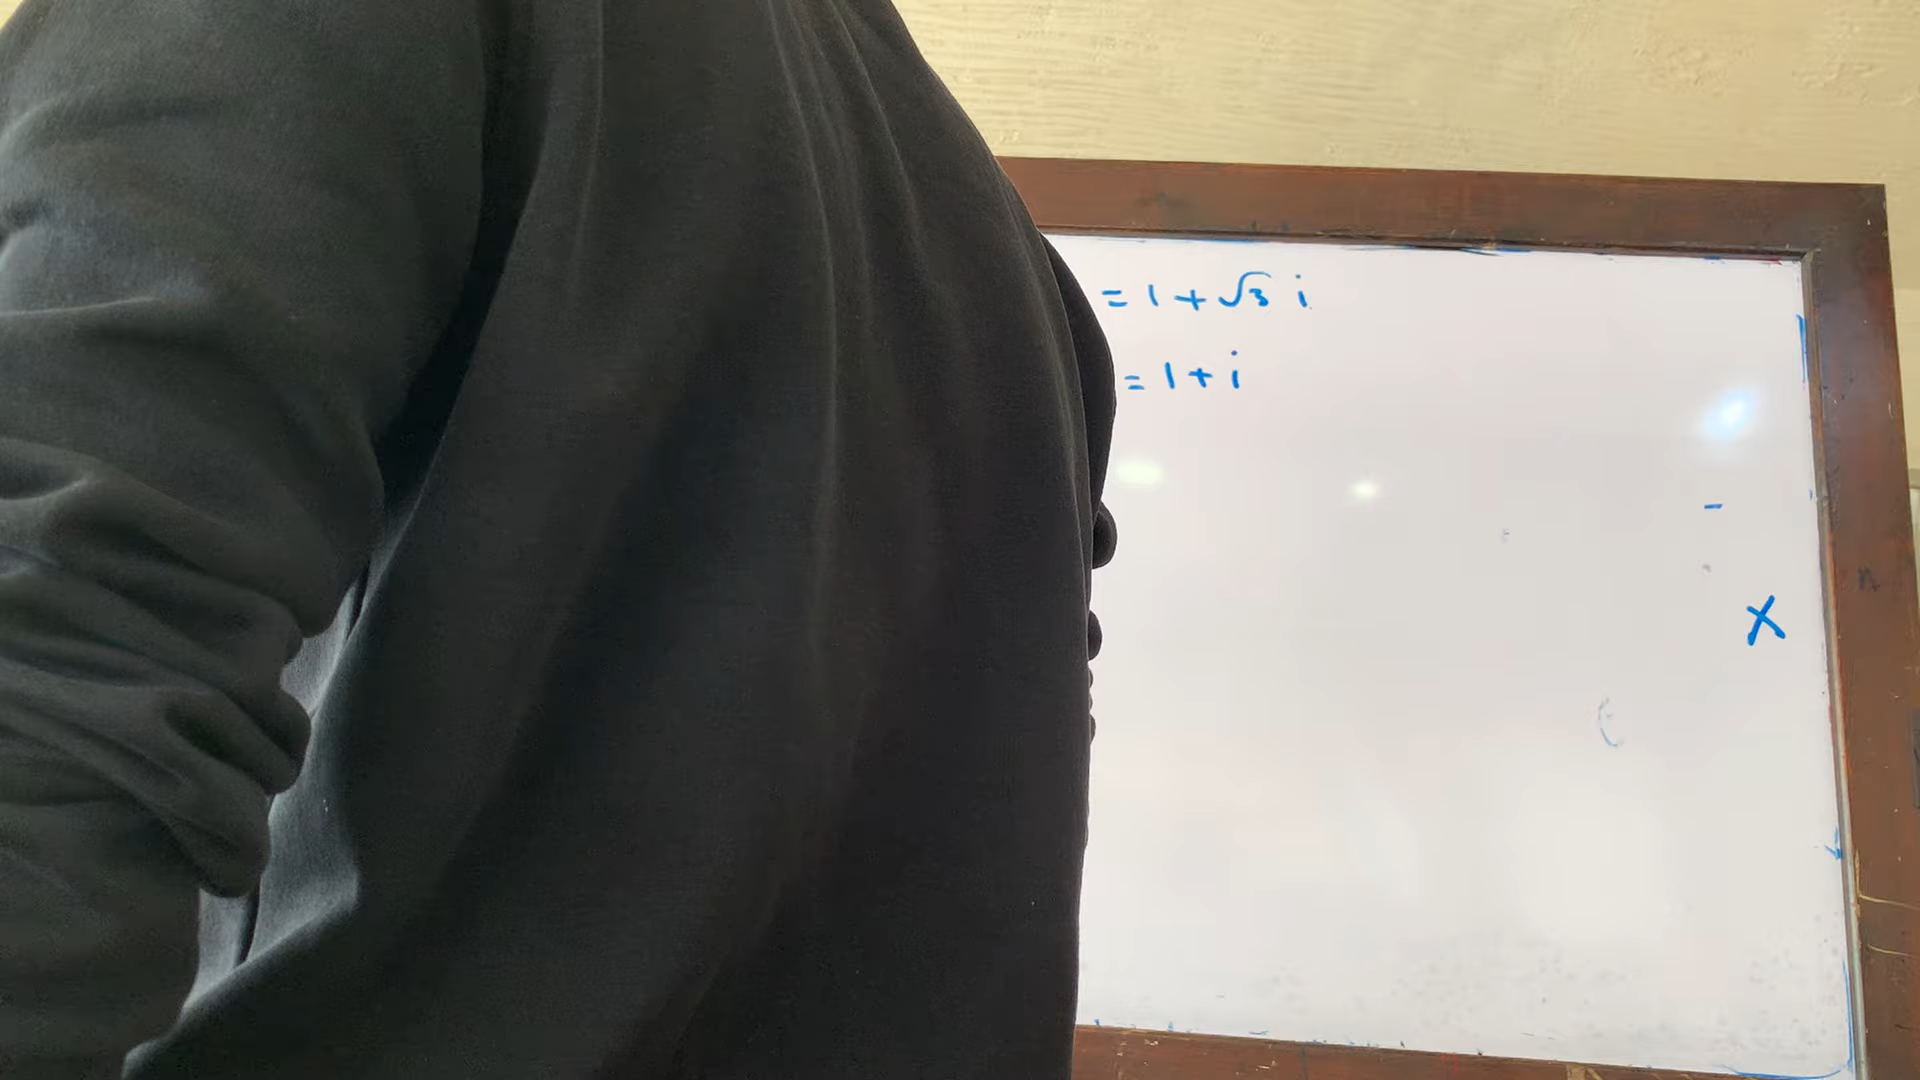 = 1 + √3 i
= 1 + i
X